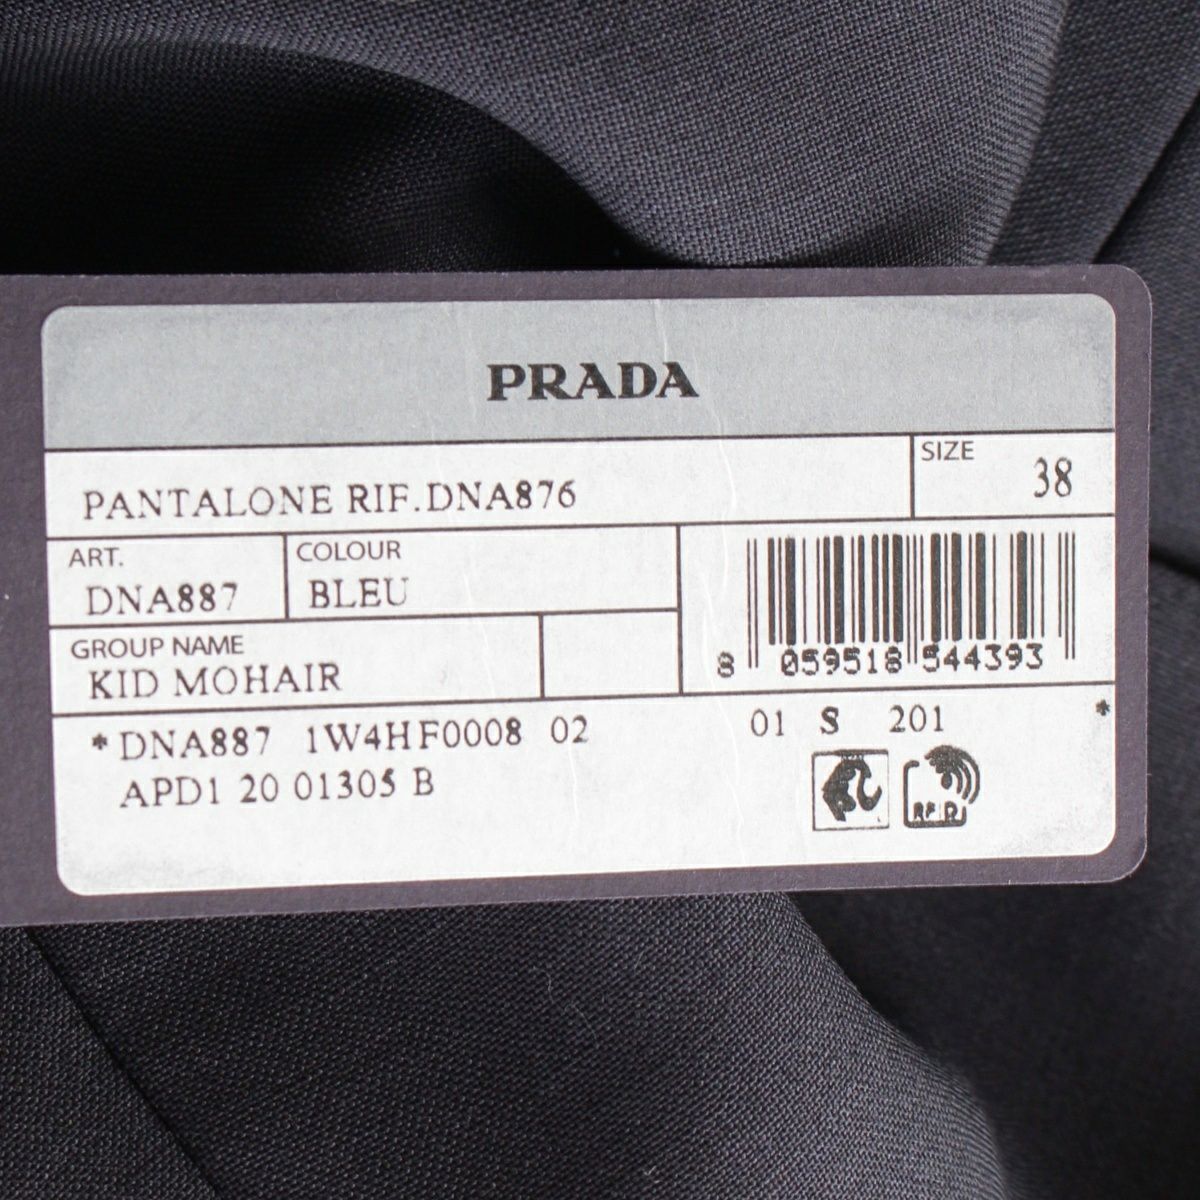 PRADA
PANTALONE RIF.DNA876
SIZE
38
ART.
DNA887
COLOUR
BLEU
GROUP NAME
KID MOHAIR
8 059518 544393
*DNA887 1W4HF0008 02 01 S 201 *
APD1 20 01305 B
RFID